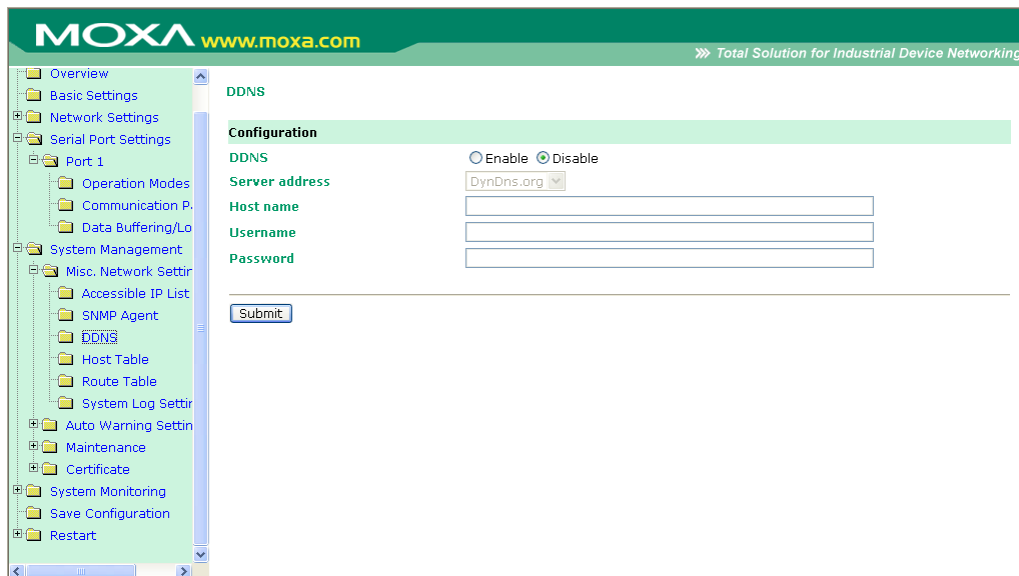 MOXA www.moxa.com
Total Solution for Industrial Device Networking
Overview
Basic Settings
Network Settings
Serial Port Settings
Port 1
Operation Modes
Communication Pa
Data Buffering/Lo
System Management
Misc. Network Settin
Accessible IP List
SNMP Agent
DDNS
Host Table
Route Table
System Log Settin
Auto Warning Settin
Maintenance
Certificate
System Monitoring
Save Configuration
Restart
DDNS
Configuration
DDNS Enable Disable
Server address DynDns.org
Host name
Username
Password
Submit